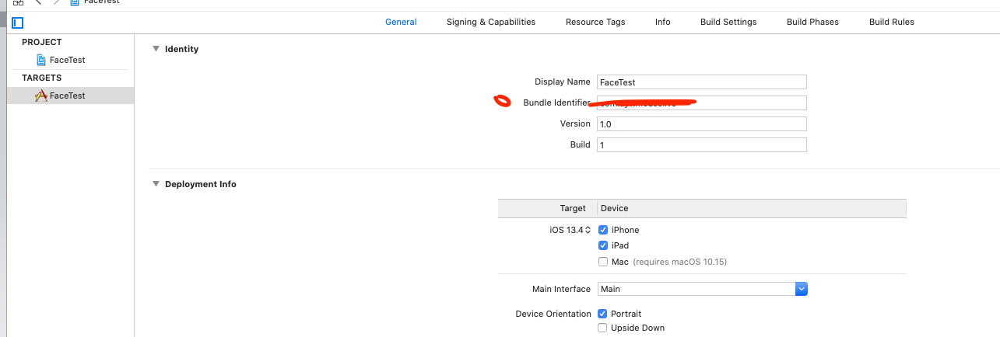 FaceTest
General Signing & Capabilities Resource Tags Info Build Settings Build Phases Build Rules
PROJECT
FaceTest
TARGETS
FaceTest
Identity
Display Name FaceTest
Bundle Identifier
Version 1.0
Build 1
Deployment Info
Target Device
iOS 13.4 iPhone
iPad
Mac (requires macOS 10.15)
Main Interface Main
Device Orientation Portrait
Upside Down